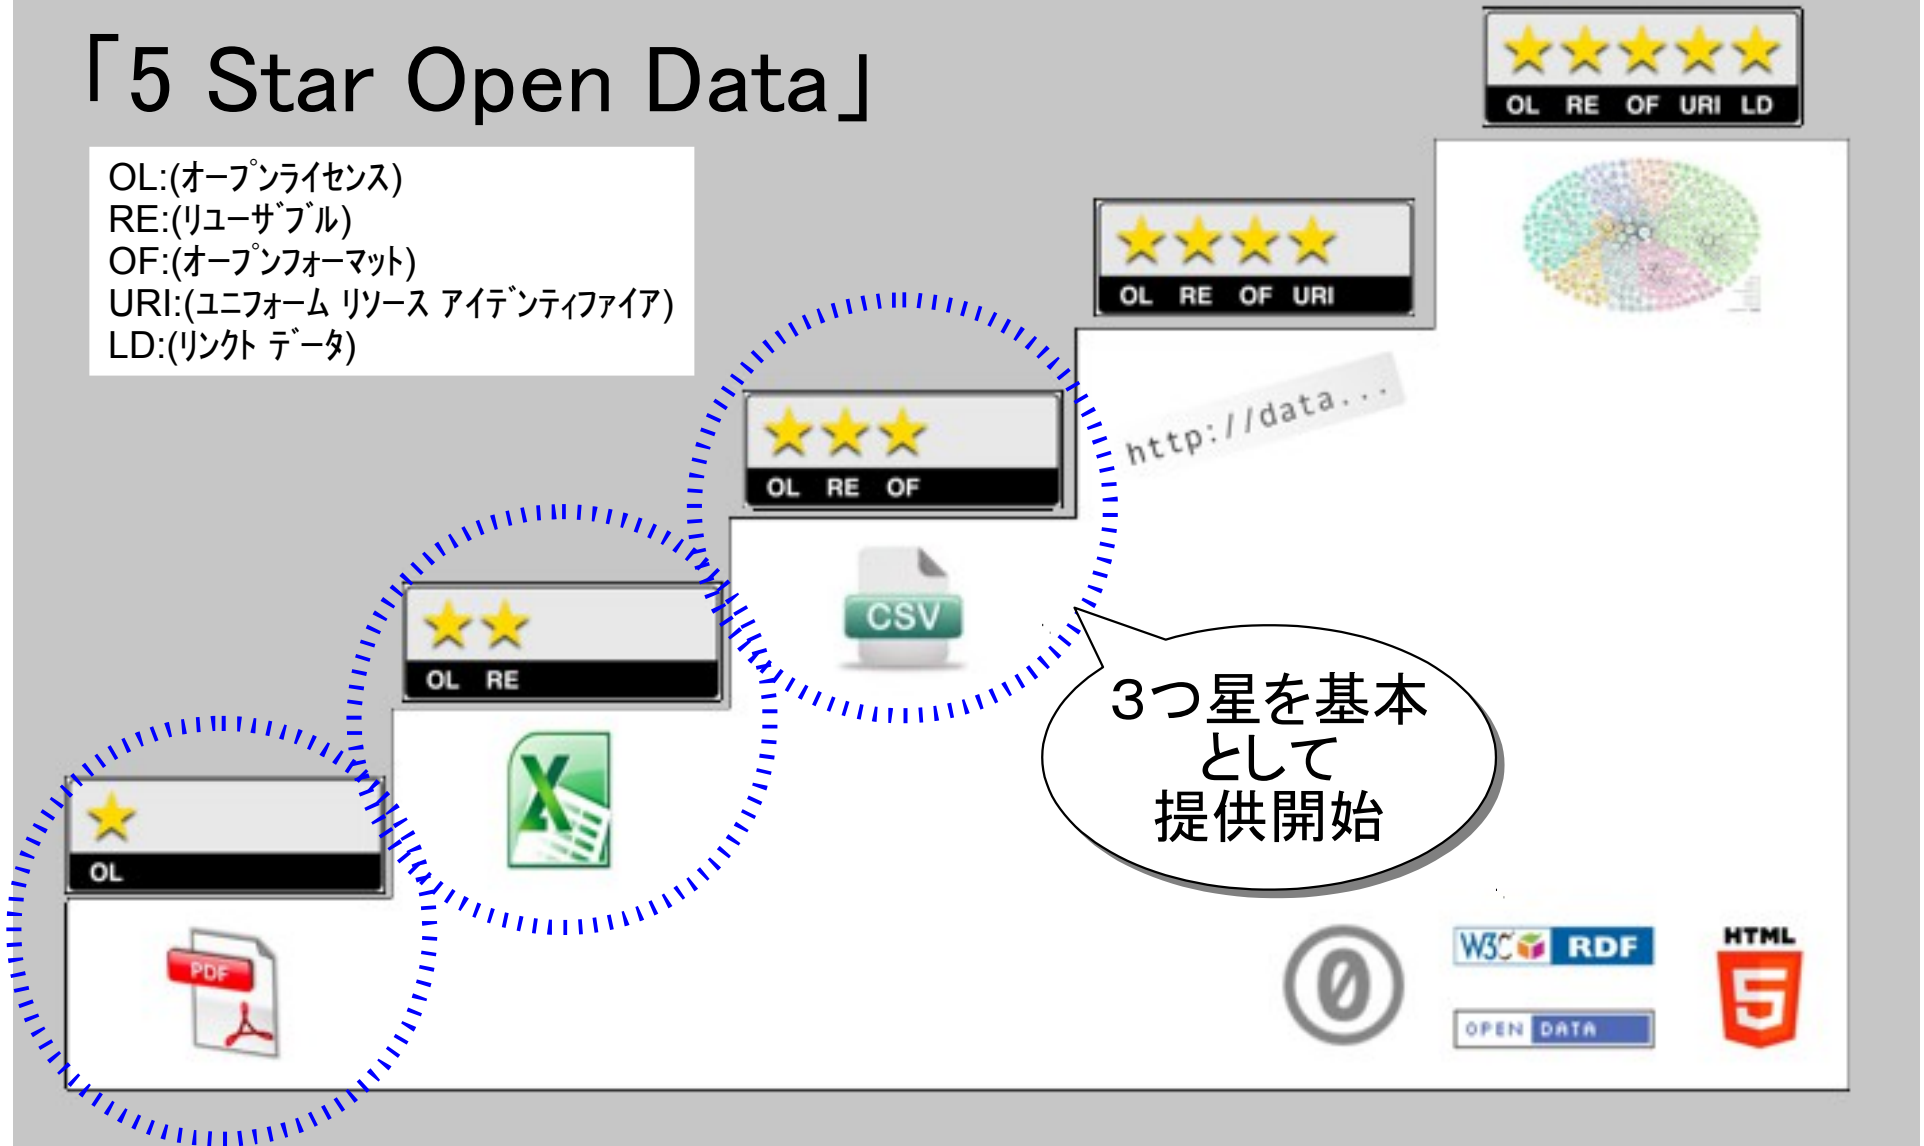 「5 Star Open Data」
OL:(オープンライセンス)
RE:(リユーザブル)
OF:(オープンフォーマット)
URI:(ユニフォーム リソース アイデンティファイア)
LD:(リンクト データ)
OL RE OF URI LD
OL RE OF URI
http://data...
OL RE OF
CSV
OL RE
X
OL
PDF
3つ星を基本
として
提供開始
0
W3C RDF
OPEN DATA
HTML
5